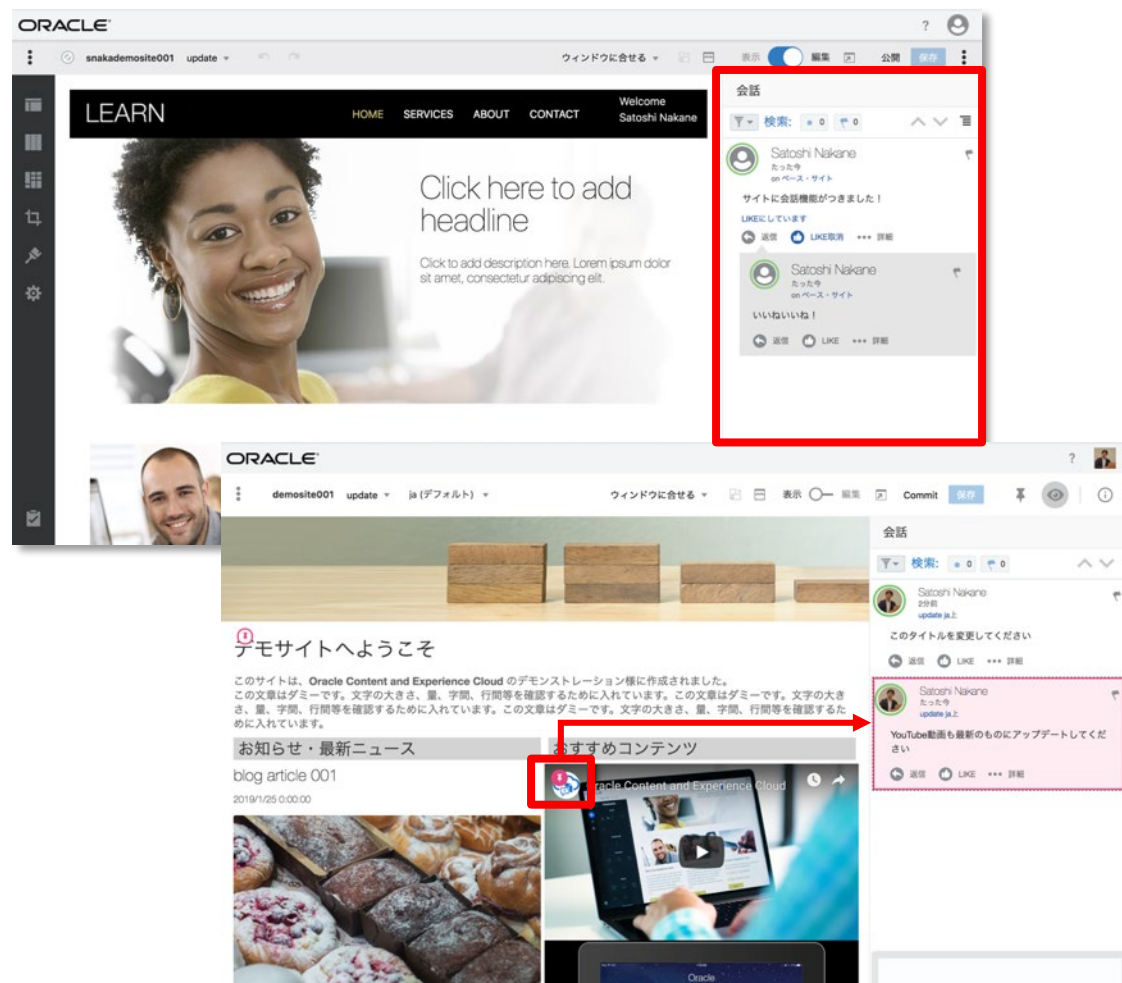 ORACLE
?
snakademosite001 update
ウィンドウに合せる
表示 編集 公開 保存
LEARN
HOME SERVICES ABOUT CONTACT
Welcome
Satoshi Nakane
Click here to add
headline
Click to add description here. Lorem ipsum dolor
sit amet, consectetur adipiscing elit.
会話
検索: 0 0
Satoshi Nakane
たった今
on ベース・サイト
サイトに会話機能がつきました！
LIKEにしています
返信 LIKE取消 ••• 詳細
Satoshi Nakane
たった今
on ベース・サイト
いいねいいね！
返信 LIKE ••• 詳細
ORACLE
?
demosite001 update ja (デフォルト)
ウィンドウに合せる
表示 編集 Commit 保存
デモサイトへようこそ
このサイトは、Oracle Content and Experience Cloud のデモンストレーション様に作成されました。
この文章はダミーです。文字の大きさ、量、字間、行間等を確認するために入れています。この文章はダミーです。文字の大き
さ、量、字間、行間等を確認するために入れています。この文章はダミーです。文字の大きさ、量、字間、行間等を確認するた
めに入れています。
お知らせ・最新ニュース
blog article 001
2019/1/25 0:00:00
おすすめコンテンツ
Oracle Content and Experience Cloud
Oracle
会話
検索: 0 0
Satoshi Nakane
2分前
update ja上
このタイトルを変更してください
返信 LIKE ••• 詳細
Satoshi Nakane
たった今
update ja上
YouTube動画も最新のものにアップデートしてくだ
さい
返信 LIKE ••• 詳細